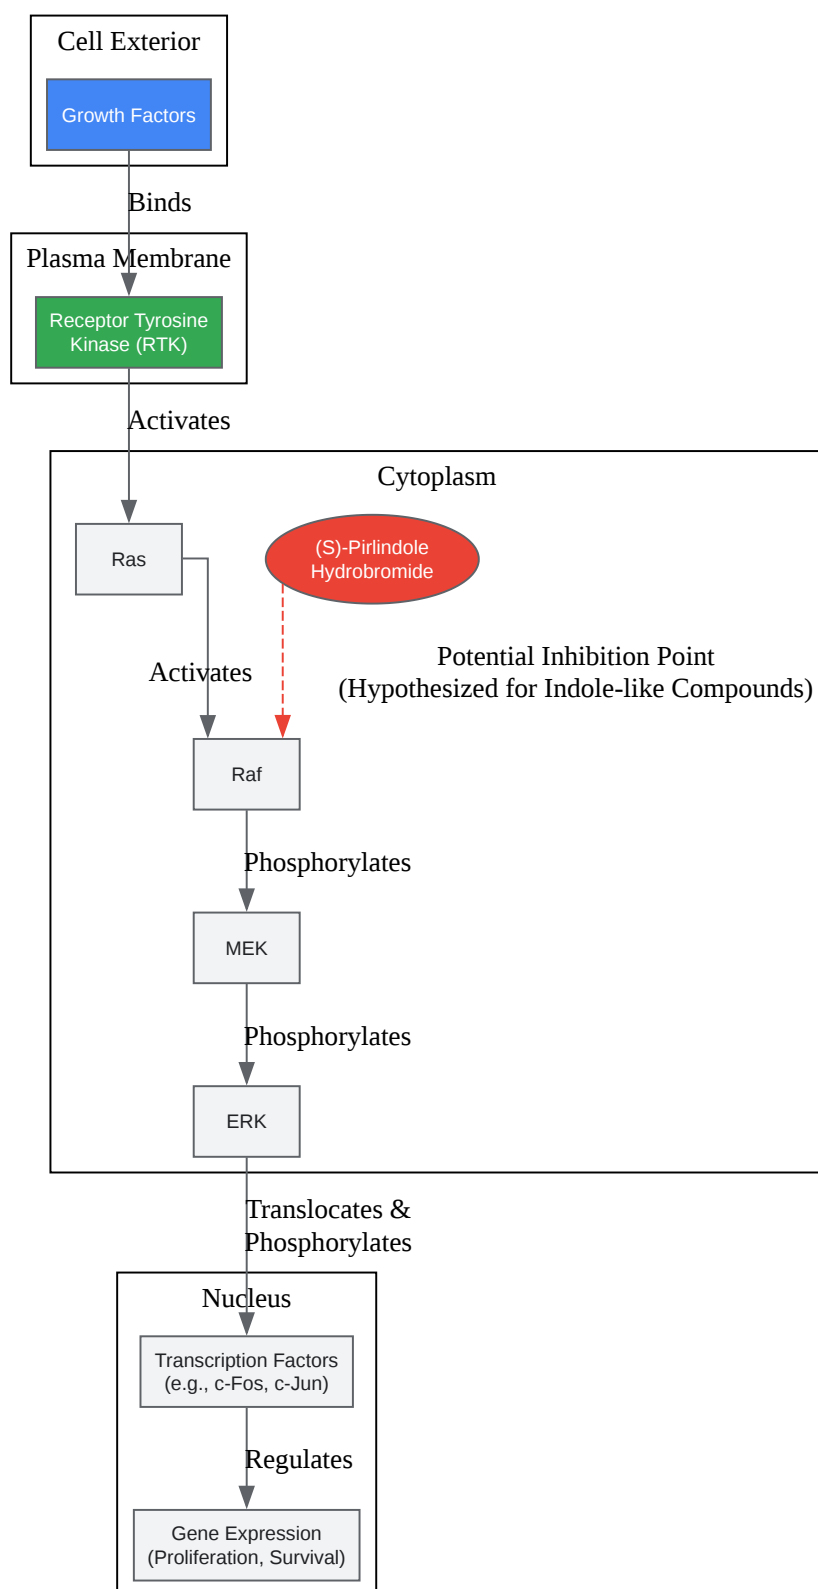 Cell Exterior
Growth Factors
Binds
Plasma Membrane
Receptor Tyrosine
Kinase (RTK)
Activates
Cytoplasm
Ras
(S)-Pirlindole
Hydrobromide
Activates
Potential Inhibition Point
(Hypothesized for Indole-like Compounds)
Raf
Phosphorylates
MEK
Phosphorylates
ERK
Translocates &
Phosphorylates
Nucleus
Transcription Factors
(e.g., c-Fos, c-Jun)
Regulates
Gene Expression
(Proliferation, Survival)